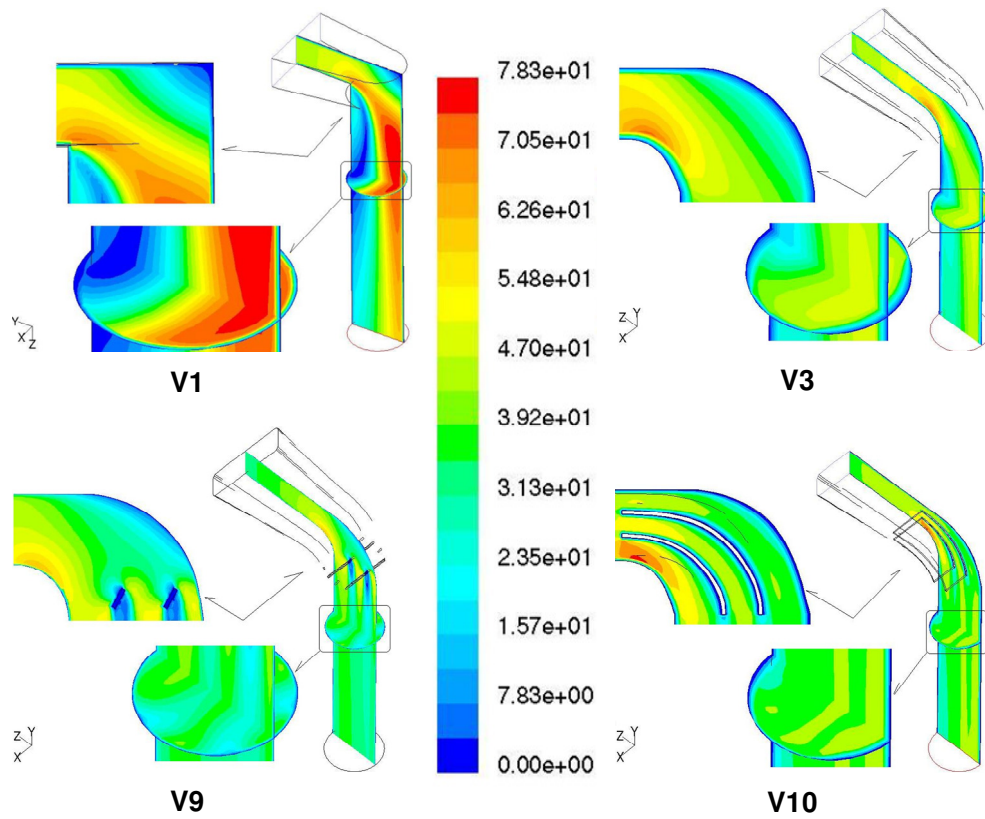 7.83e+01
7.05e+01
6.26e+01
5.48e+01
4.70e+01
3.92e+01
3.13e+01
2.35e+01
1.57e+01
7.83e+00
0.00e+00
Y
X Z
V1
Z Y
X
V3
Z Y
X
V9
Z Y
X
V10